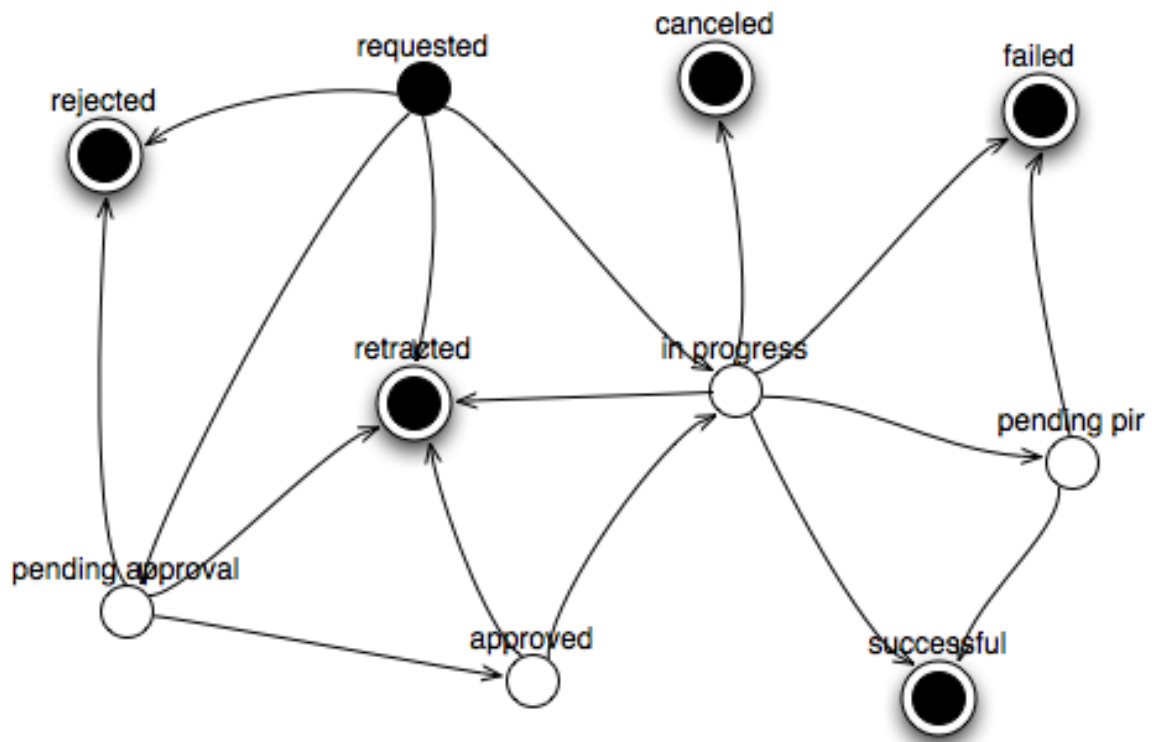 canceled
requested
failed
rejected
retracted
in progress
pending pir
pending approval
approved
successful